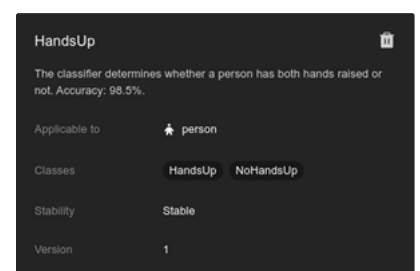 HandsUp
The classifier determines whether a person has both hands raised or
not. Accuracy: 98.5%.
Applicable to person
Classes HandsUp NoHandsUp
Stability Stable
Version 1